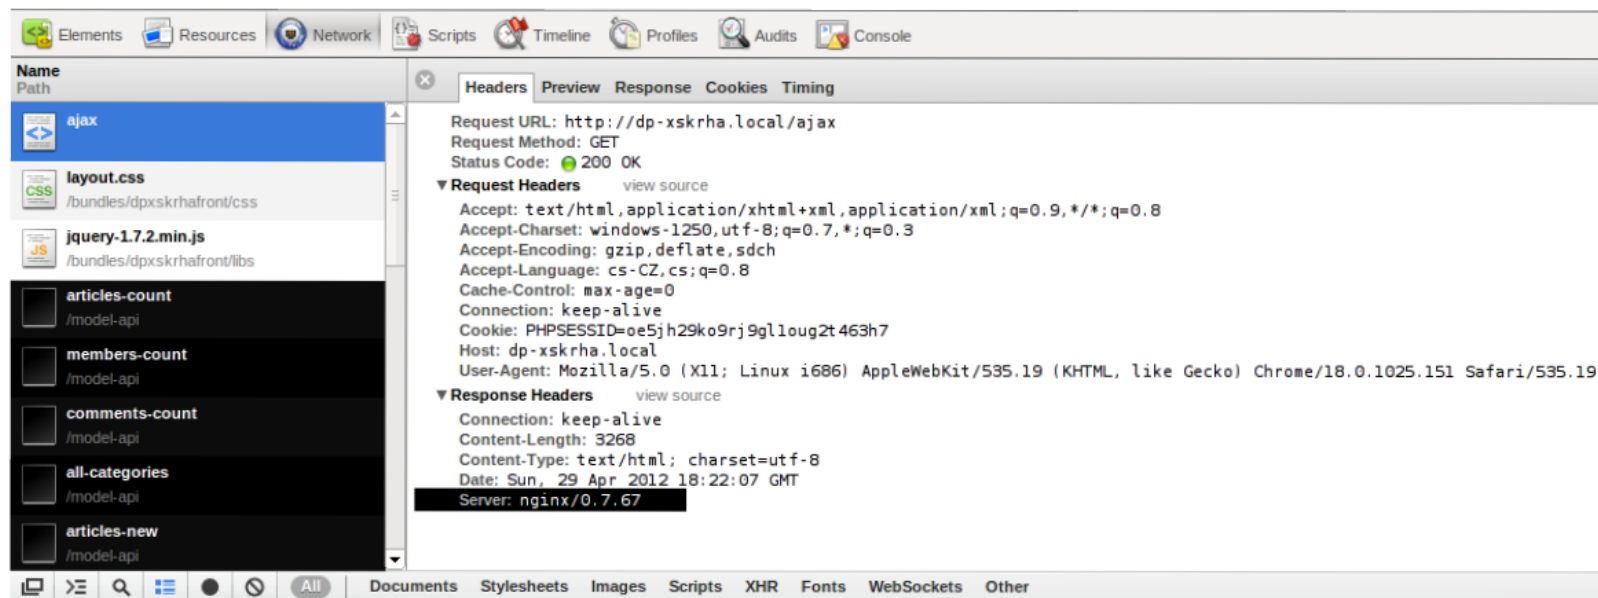 Elements Resources Network Scripts Timeline Profiles Audits Console
Name
Path
ajax
layout.css
/bundles/dpxskrhafront/css
jquery-1.7.2.min.js
/bundles/dpxskrhafront/libs
articles-count
/model-api
members-count
/model-api
comments-count
/model-api
all-categories
/model-api
articles-new
/model-api
Headers Preview Response Cookies Timing
Request URL: http://dp-xskrha.local/ajax
Request Method: GET
Status Code: 200 OK
Request Headers view source
Accept: text/html,application/xhtml+xml,application/xml;q=0.9,*/*;q=0.8
Accept-Charset: windows-1250,utf-8;q=0.7,*;q=0.3
Accept-Encoding: gzip,deflate,sdch
Accept-Language: cs-CZ,cs;q=0.8
Cache-Control: max-age=0
Connection: keep-alive
Cookie: PHPSESSID=oe5jh29ko9rj9gl1oug2t463h7
Host: dp-xskrha.local
User-Agent: Mozilla/5.0 (X11; Linux i686) AppleWebKit/535.19 (KHTML, like Gecko) Chrome/18.0.1025.151 Safari/535.19
Response Headers view source
Connection: keep-alive
Content-Length: 3268
Content-Type: text/html; charset=utf-8
Date: Sun, 29 Apr 2012 18:22:07 GMT
Server: nginx/0.7.67
All Documents Stylesheets Images Scripts XHR Fonts WebSockets Other